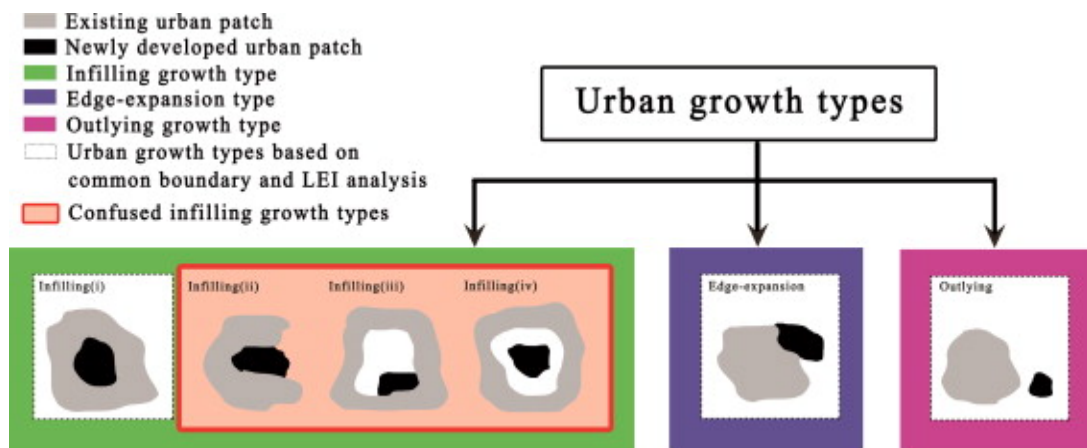 Existing urban patch
Newly developed urban patch
Infilling growth type
Edge-expansion type
Outlying growth type
Urban growth types based on
common boundary and LEI analysis
Confused infilling growth types
Urban growth types
Infilling(i)
Infilling(ii)
Infilling(iii)
Infilling(iv)
Edge-expansion
Outlying